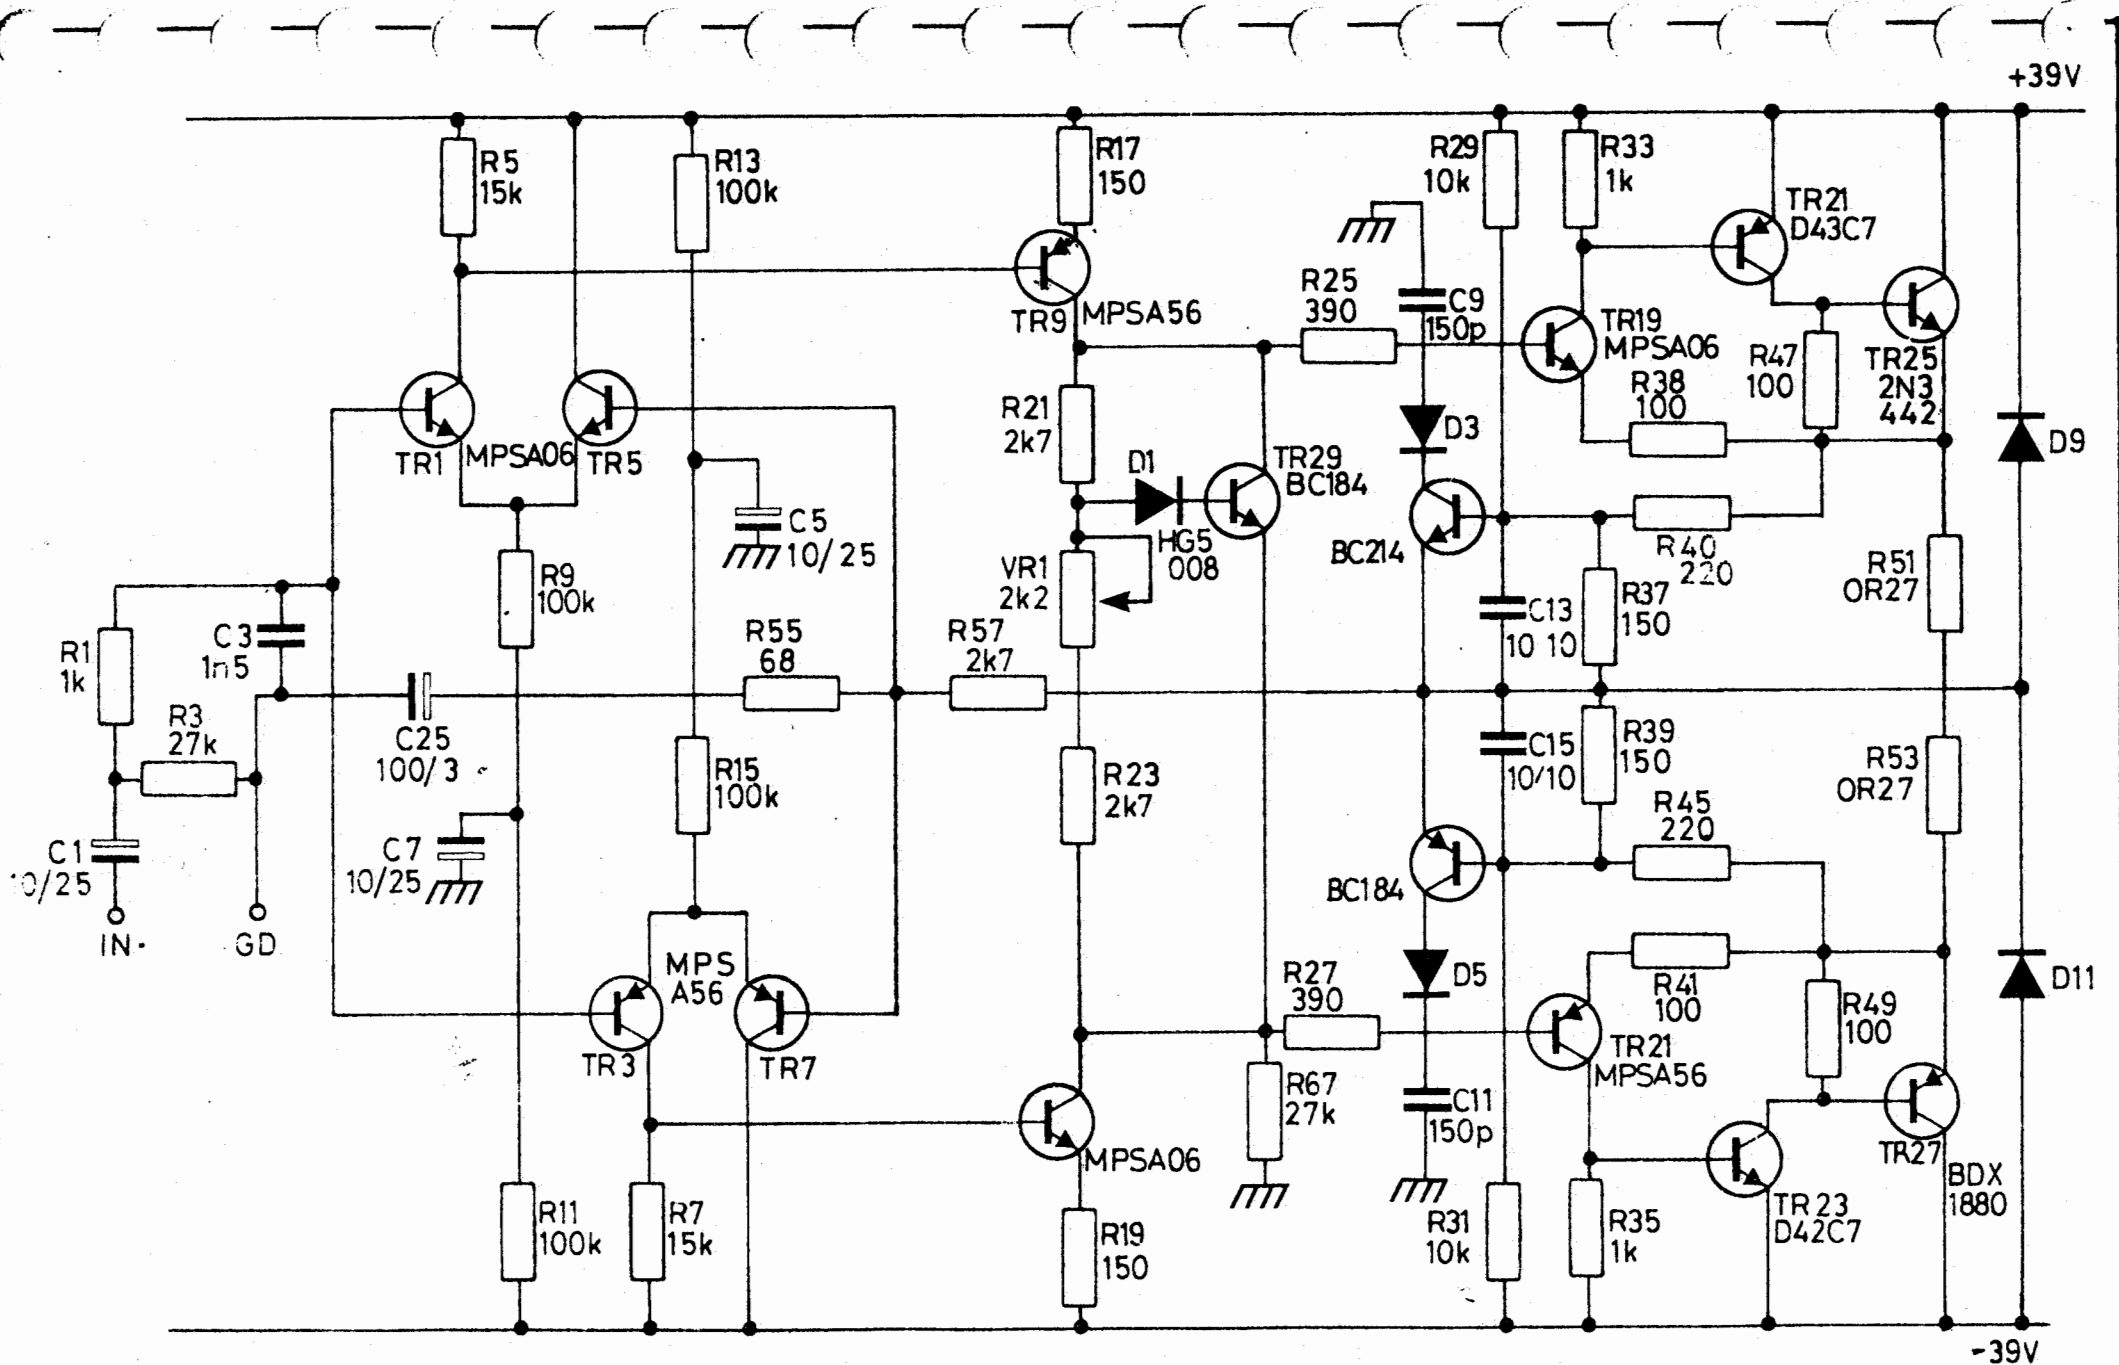 +39V
R5
15k
R13
100k
R17
150
R29
10k
R33
1k
TR21
D43C7
TR9
MPSA56
R25
390
C9
150p
TR19
MPSA06
R47
100
TR25
2N3
442
R38
100
TR1
MPSA06
TR5
R21
2k7
D1
HG5
008
TR29
BC184
D3
D9
C5
10/25
BC214
R40
220
R9
100k
VR1
2k2
C13
10 10
R37
150
R51
0R27
R1
1k
C3
1n5
R55
68
R57
2k7
R3
27k
C25
100/3
R15
100k
R23
2k7
C15
10/10
R39
150
R53
0R27
R45
220
C1
10/25
C7
10/25
BC184
IN
GD
MPS
A56
R27
390
D5
R41
100
R49
100
D11
TR3
TR7
TR21
MPSA56
R67
27k
C11
150p
MPSA06
TR27
BDX
1880
TR23
D42C7
R11
100k
R7
15k
R19
150
R31
10k
R35
1k
-39V